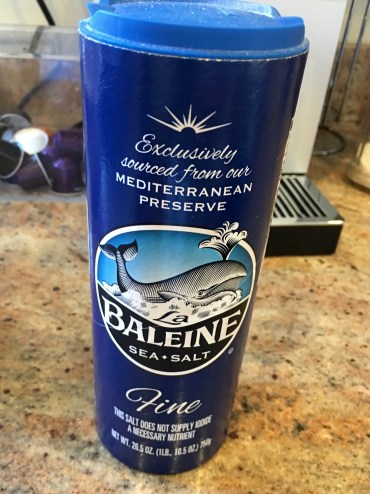 Exclusively
sourced from our
MEDITERRANEAN
PRESERVE
La
BALEINE
SEA•SALT
Fine
THIS SALT DOES NOT SUPPLY IODIDE
A NECESSARY NUTRIENT
NET WT. 26.5 OZ. (1LB., 10.5 OZ.) 750g